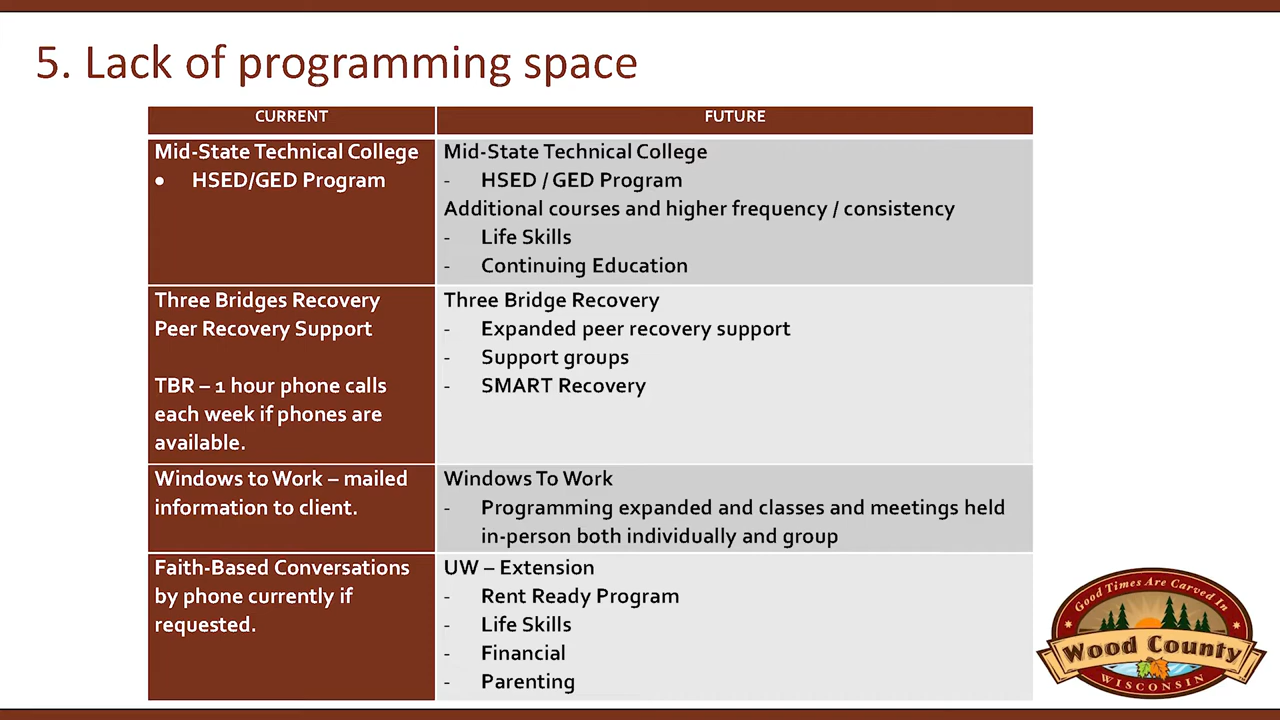 5. Lack of programming space
CURRENT
FUTURE
Mid-State Technical College
• HSED/GED Program
Mid-State Technical College
- HSED / GED Program
Additional courses and higher frequency / consistency
- Life Skills
- Continuing Education
Three Bridges Recovery
Peer Recovery Support
TBR – 1 hour phone calls
each week if phones are
available.
Three Bridge Recovery
- Expanded peer recovery support
- Support groups
- SMART Recovery
Windows to Work – mailed
information to client.
Windows To Work
- Programming expanded and classes and meetings held
in-person both individually and group
Faith-Based Conversations
by phone currently if
requested.
UW – Extension
- Rent Ready Program
- Life Skills
- Financial
- Parenting
Good Times Are Carved In
Wood County
WISCONSIN